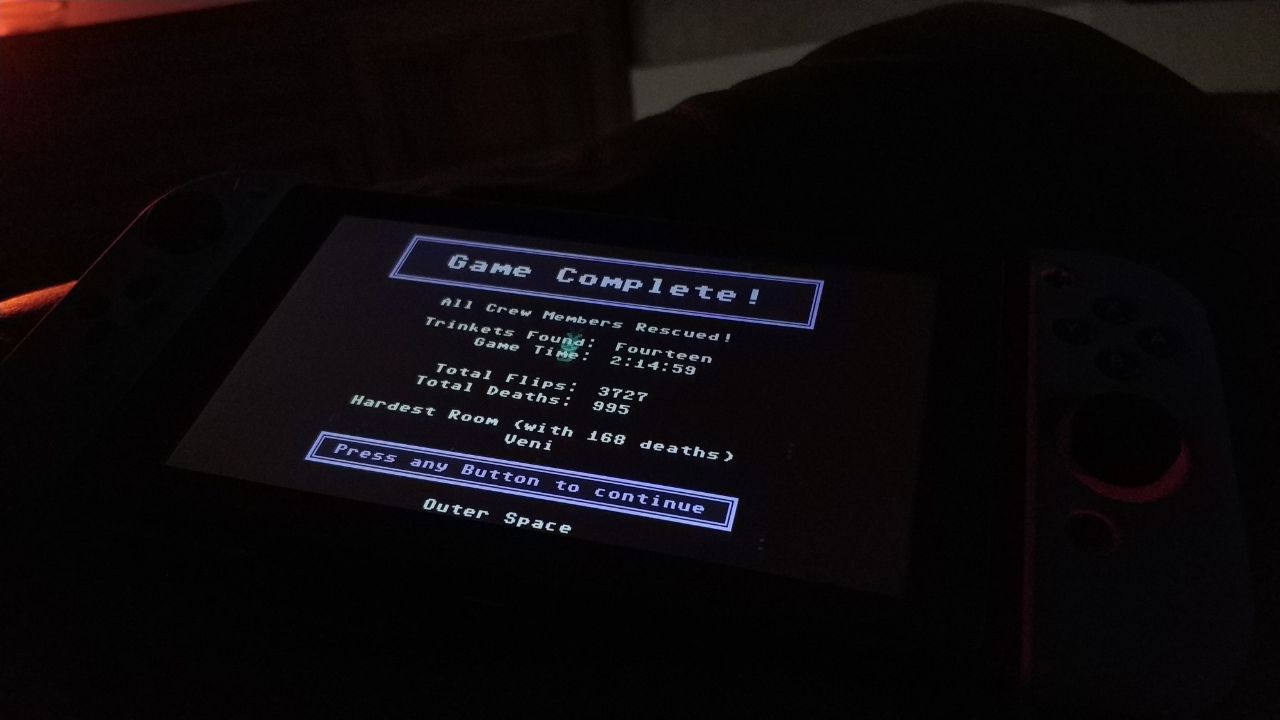 Game Complete!
All Crew Members Rescued!
Trinkets Found: Fourteen
Game Time: 2:14:59
Total Flips: 3727
Total Deaths: 995
Hardest Room (with 168 deaths)
Veni
Press any Button to continue
Outer Space
X
Y
A
B